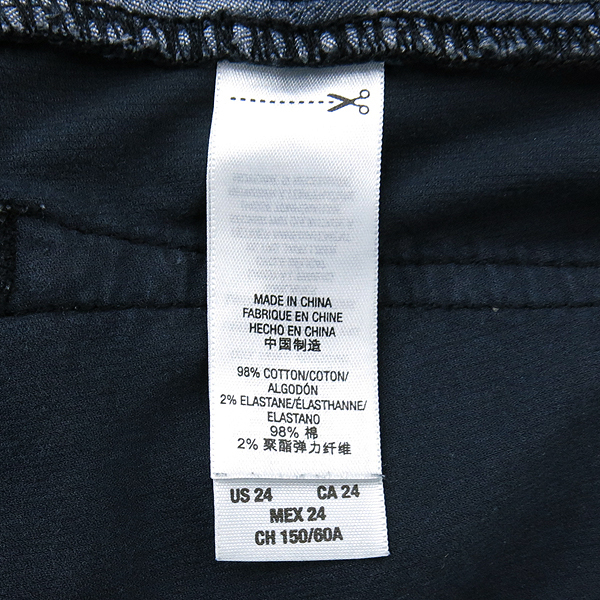 MADE IN CHINA
FABRIQUE EN CHINE
HECHO EN CHINA
中国制造
98% COTTON/COTON/
ALGODÓN
2% ELASTANE/ÉLASTHANNE/
ELASTANO
98% 棉
2% 聚酯弹力纤维
US 24 CA 24
MEX 24
CH 150/60A